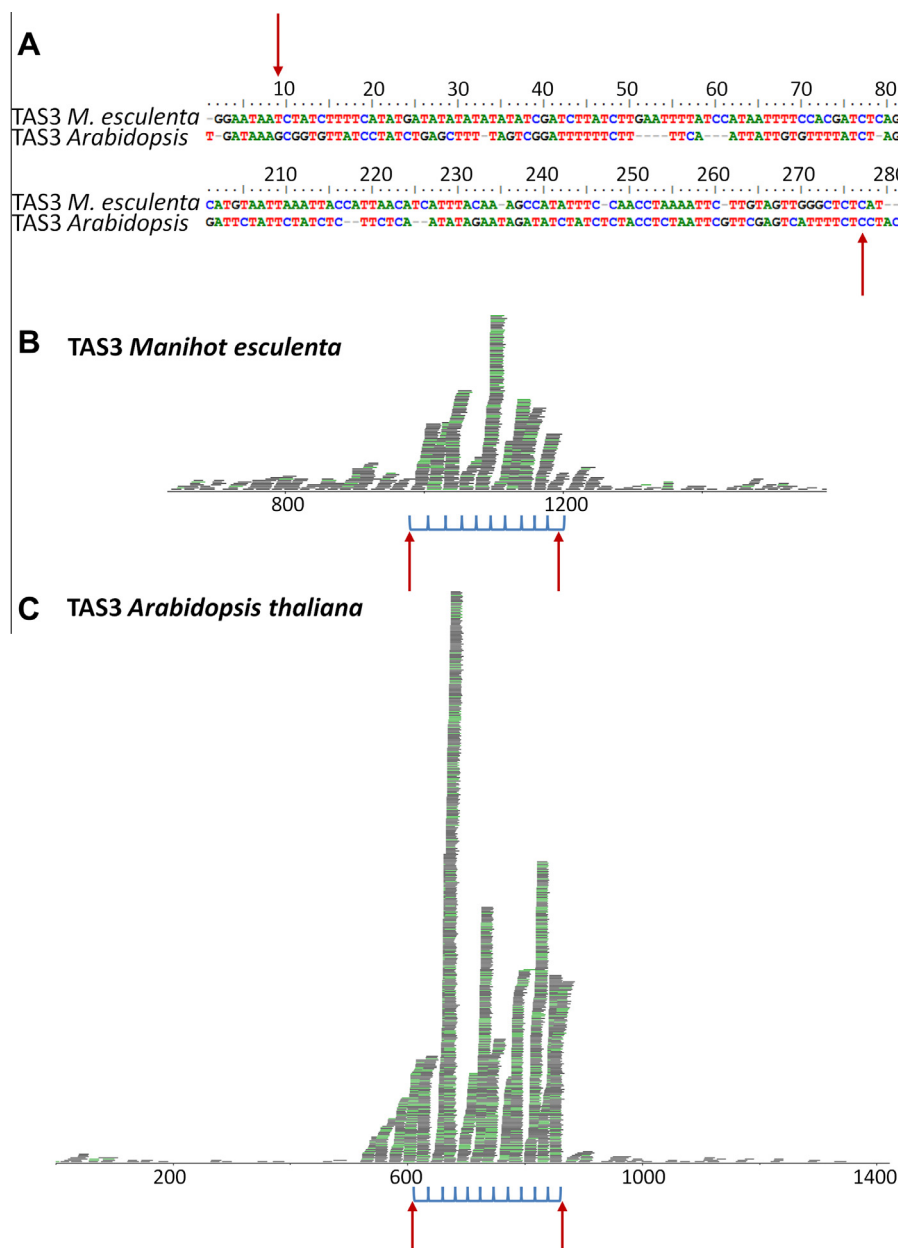 A
10 20 30 40 50 60 70 80
TAS3 M. esculenta -GGAATAATCTATCTTTTCATATGATATATATATATATCGATCTTATCTTGAATTTTATCCATAATTTTCCACGATCTCAG
TAS3 Arabidopsis T-GATAAAGCGGTGTTATCCTATCTGAGCTTT-TAGTCGGATTTTTTCTT----TTCA---ATTATTGTGTTTTATCT-AG
210 220 230 240 250 260 270 280
TAS3 M. esculenta CATGTAATTAAATTACCATTAACATCATTTACAA-AGCCATATTTC-CAACCTAAAATTC-TTGTAGTTGGGCTCTCAT--
TAS3 Arabidopsis GATTCTATTCTATCTC--TTCTCA--ATATAGAATAGATATCTATCTCTACCTCTAATTCGTTCGAGTCATTTTCTCCTAC
B TAS3 Manihot esculenta
800 1200
C TAS3 Arabidopsis thaliana
200 600 1000 1400